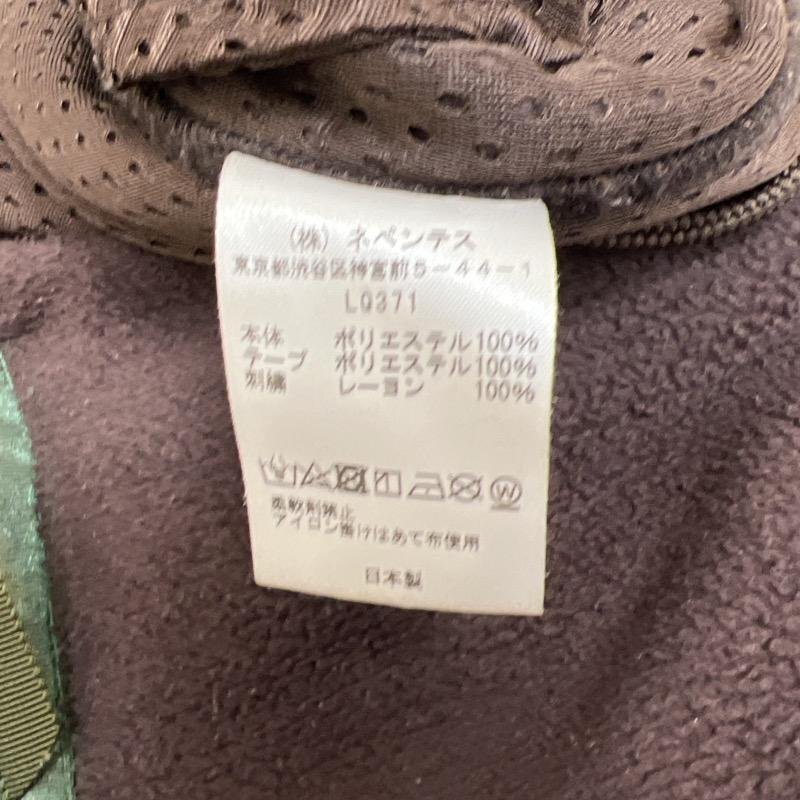 （株）ネペンテス
東京都渋谷区神宮前5－44－1
LQ371
本体　ポリエステル100%
テープ　ポリエステル100%
刺繍　レーヨン　100%
W
柔軟剤禁止
アイロン掛けはあて布使用
日本製